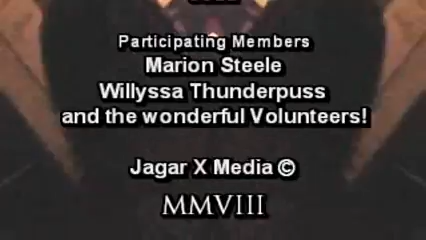 Participating Members
Marion Steele
Willyssa Thunderpuss
and the wonderful Volunteers!
Jagar X Media ©
MMVIII